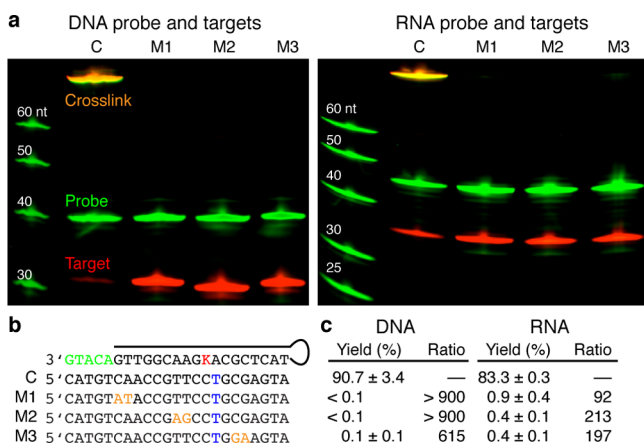 a DNA probe and targets RNA probe and targets
C M1 M2 M3 C M1 M2 M3
Crosslink
60 nt
50
40
Probe
Target
30
60 nt
50
40
30
25
b
3‘GTACAGTTGGCAAGKACGCTCAT
C 5‘CATGTCAACCGTTCCTGCGAGTA
M1 5‘CATGTATACCGTTCCTGCGAGTA
M2 5‘CATGTCAACCGTAGCCTGCGAGTA
M3 5‘CATGTCAACCGTTCCTGGAAGTA
c DNA RNA
Yield (%) Ratio Yield (%) Ratio
90.7 ± 3.4 — 83.3 ± 0.3 —
< 0.1 > 900 0.9 ± 0.4 92
< 0.1 > 900 0.4 ± 0.1 213
0.1 ± 0.1 615 0.4 ± 0.1 197